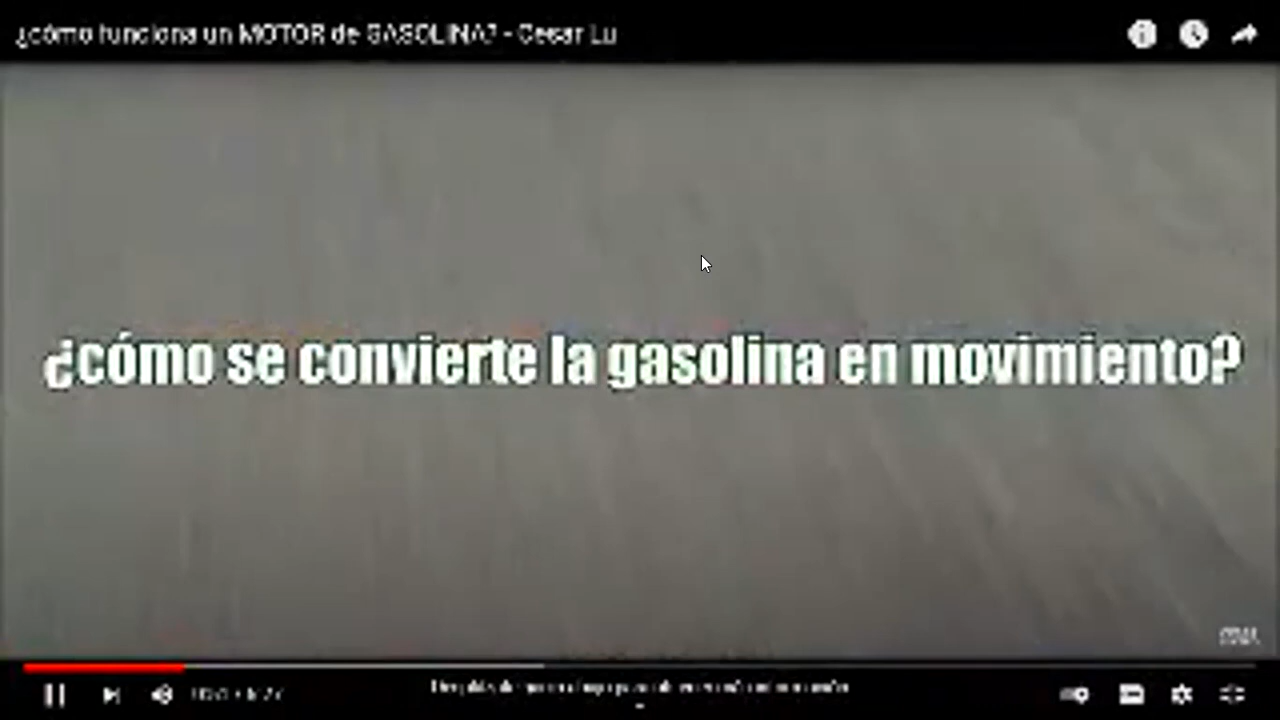 ¿cómo funciona un MOTOR de GASOLINA? - Cesar Lu
¿cómo se convierte la gasolina en movimiento?